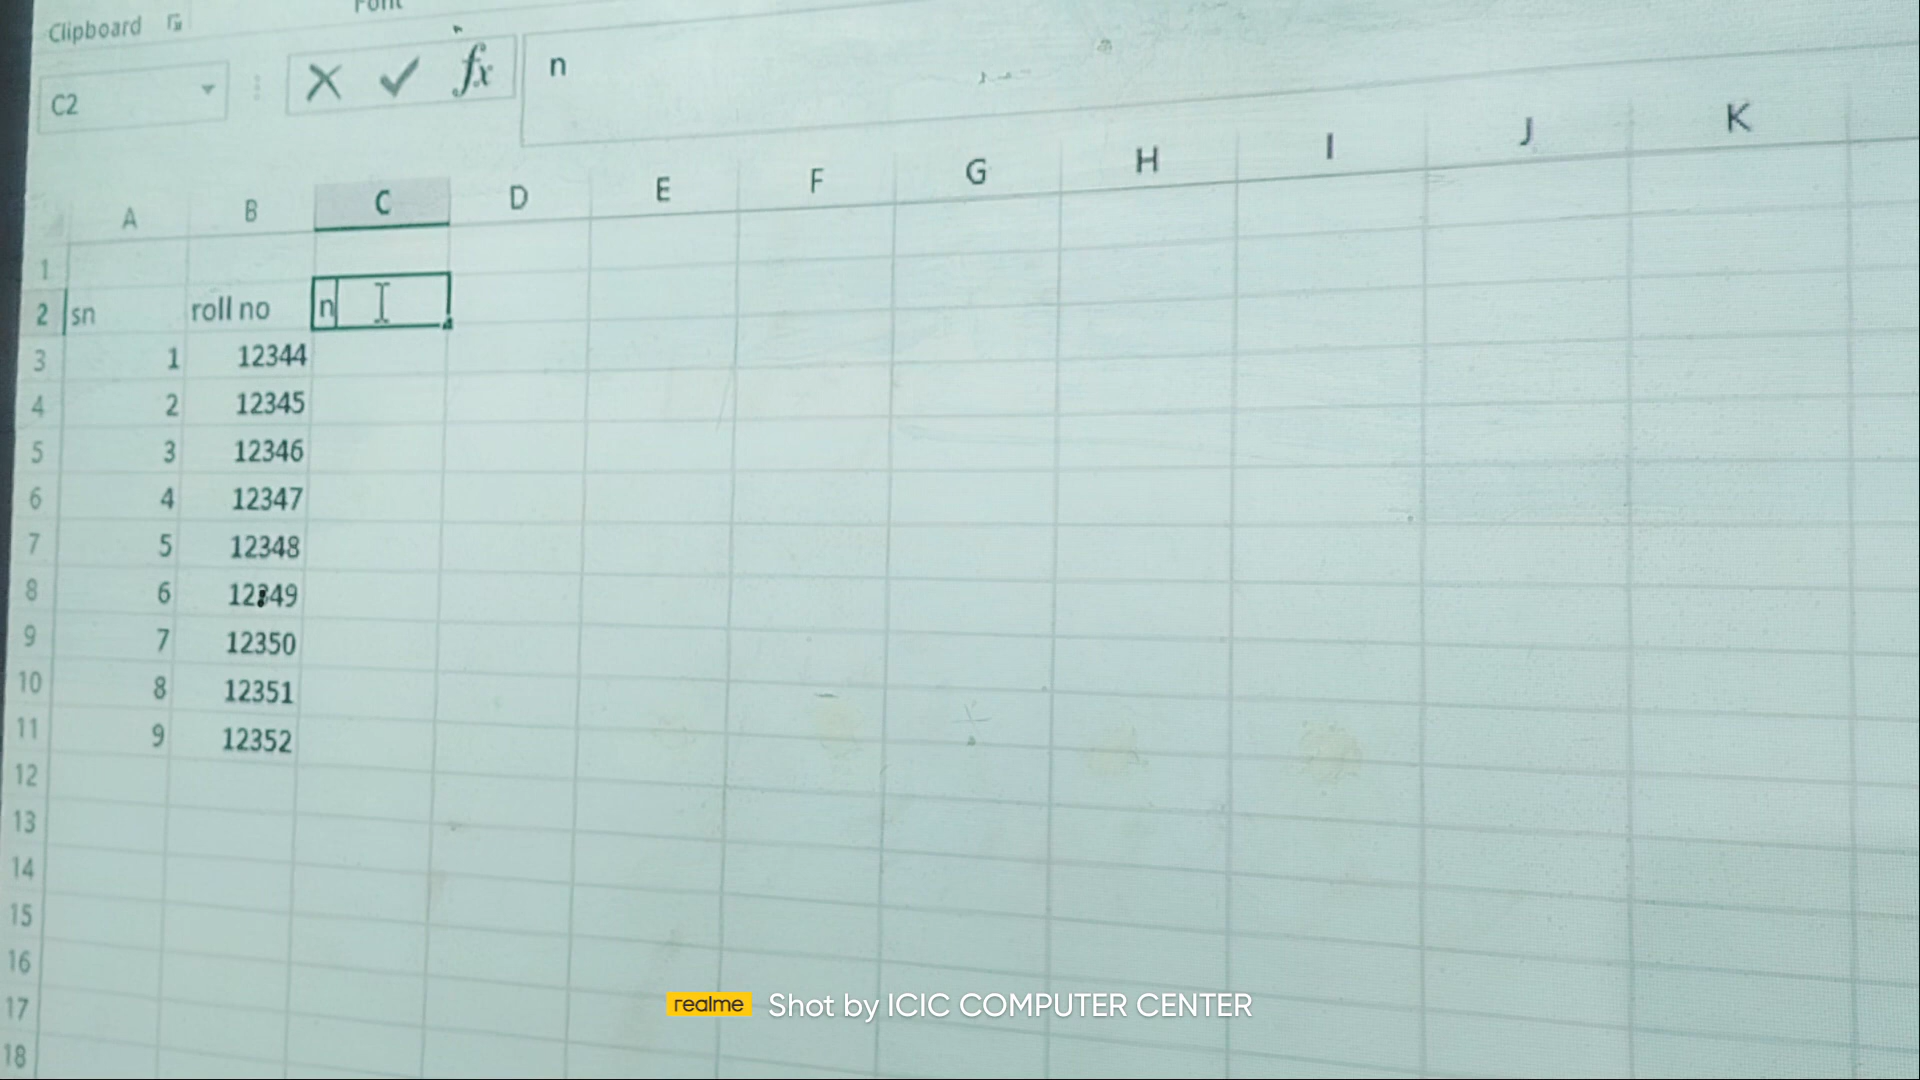 Clipboard
Font
C2
n
A B C D E F G H I J K
1
2 sn roll no n
3 1 12344
4 2 12345
5 3 12346
6 4 12347
7 5 12348
8 6 12349
9 7 12350
10 8 12351
11 9 12352
12
13
14
15
16
17
18
realme Shot by ICIC COMPUTER CENTER